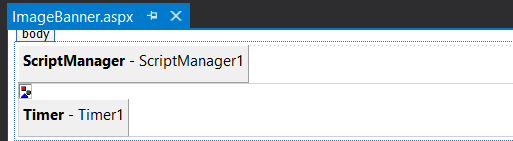 ImageBanner.aspx
body
ScriptManager - ScriptManager1
Timer - Timer1